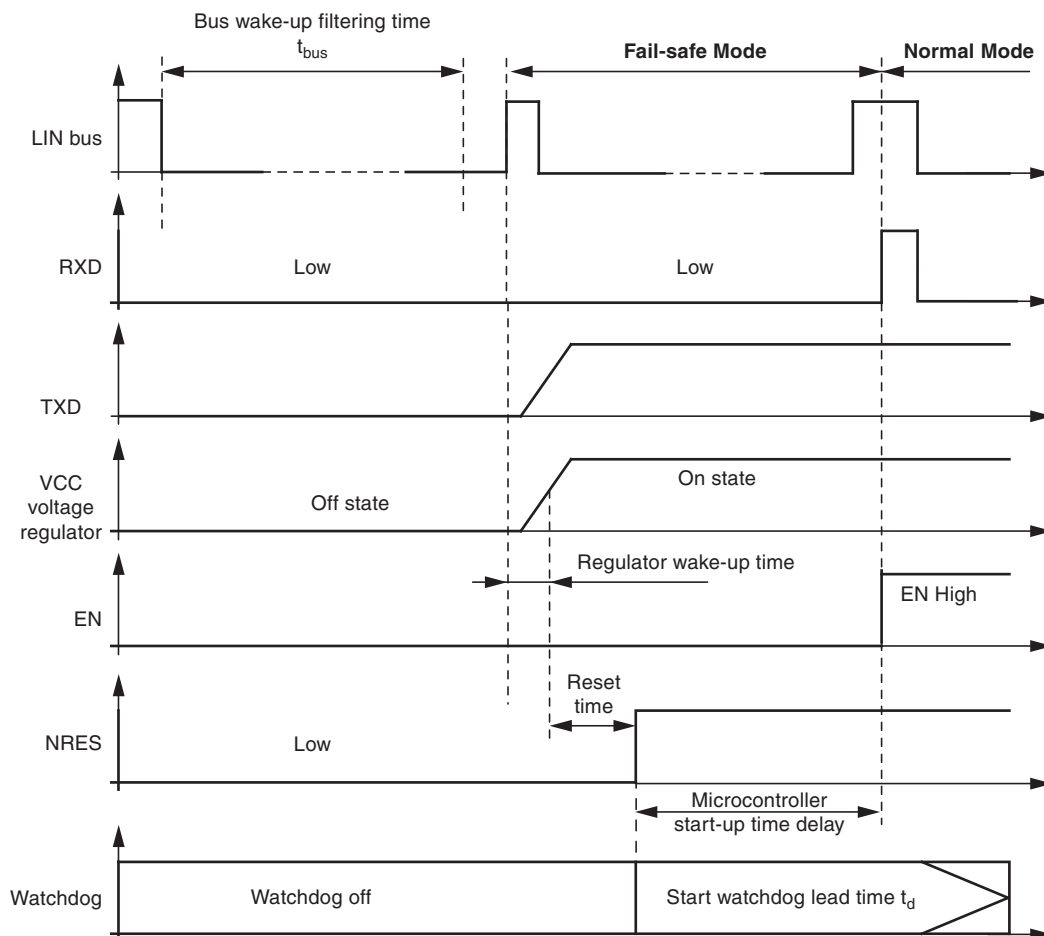 Bus wake-up filtering time
tbus
Fail-safe Mode
Normal Mode
LIN bus
RXD
Low
Low
TXD
VCC
voltage
regulator
Off state
On state
Regulator wake-up time
EN
EN High
Reset
time
NRES
Low
Microcontroller
start-up time delay
Watchdog
Watchdog off
Start watchdog lead time td